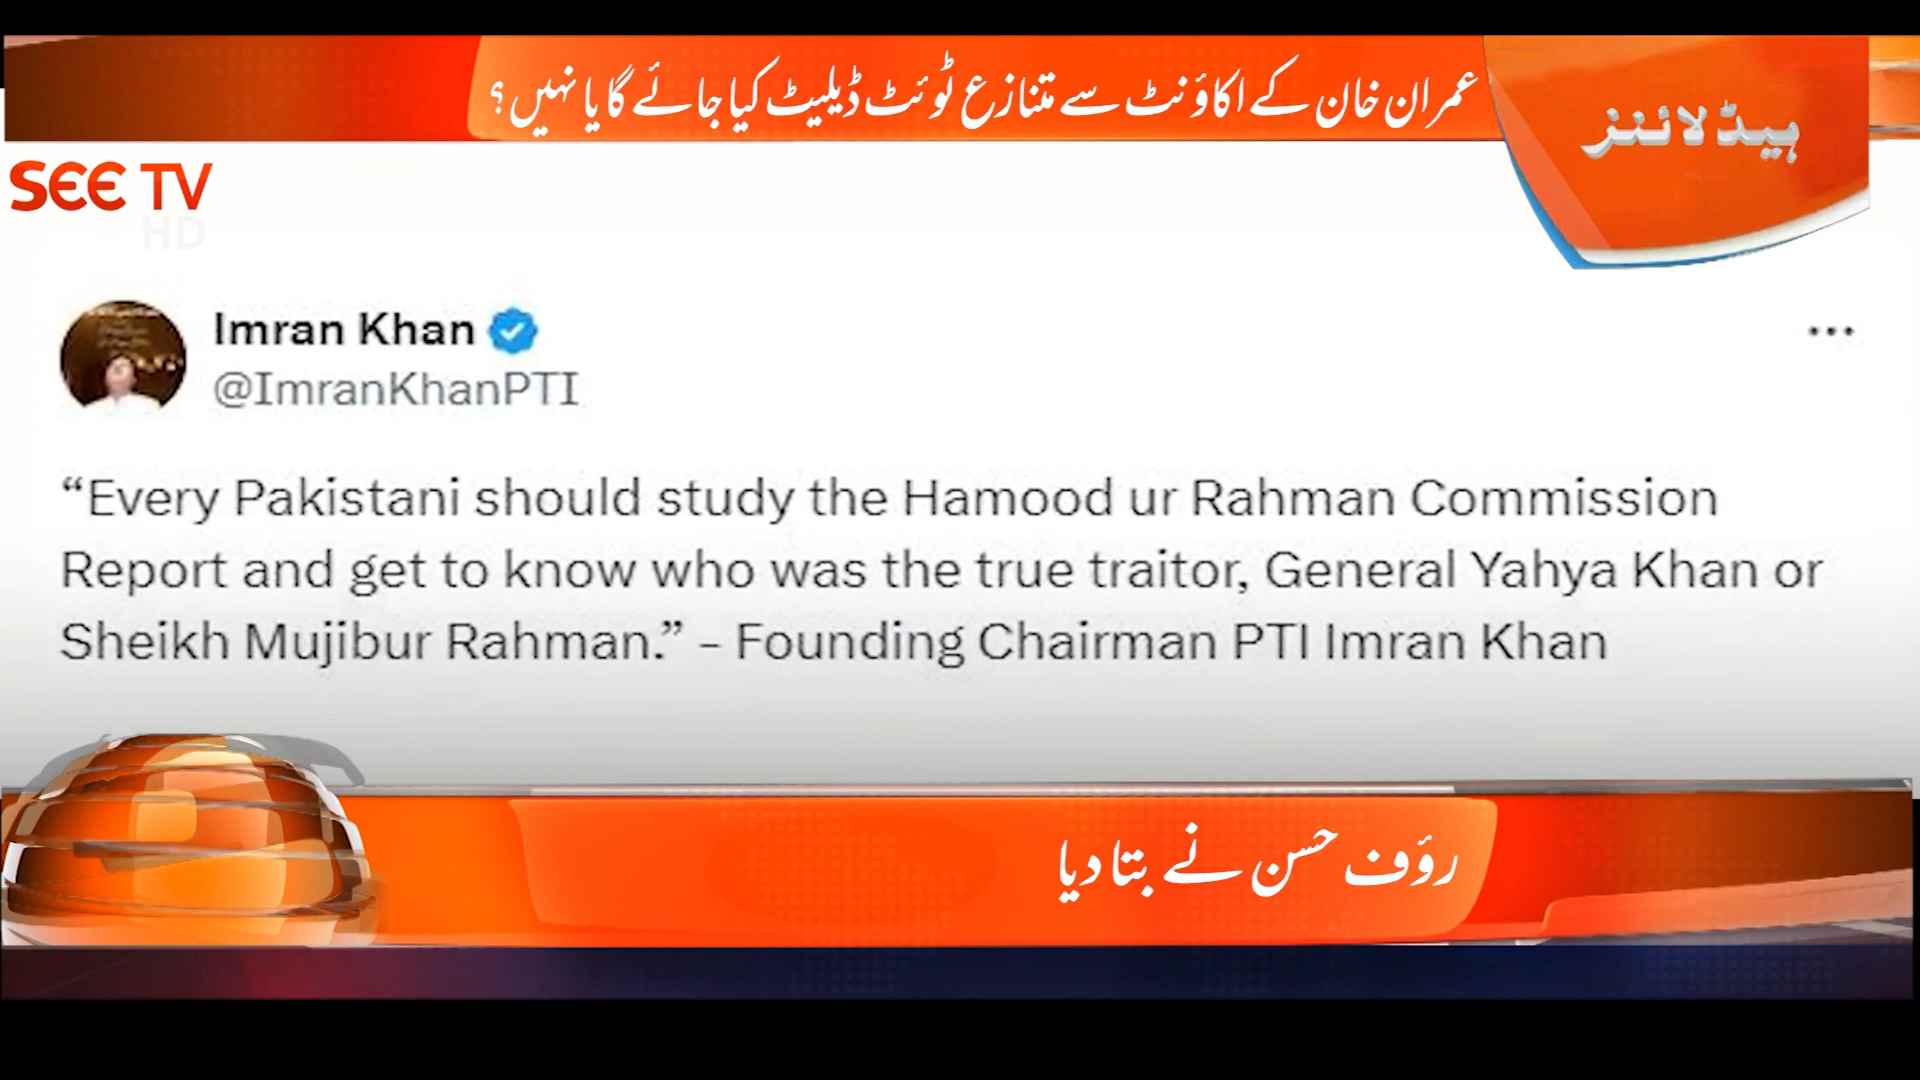 عمران خان کے اکاؤنٹ سے متنازع ٹوئٹ ڈیلیٹ کیا جائے گا یا نہیں؟
ہیڈلائنز
SEE TV
HD
Imran Khan
@ImranKhanPTI
“Every Pakistani should study the Hamood ur Rahman Commission
Report and get to know who was the true traitor, General Yahya Khan or
Sheikh Mujibur Rahman.” – Founding Chairman PTI Imran Khan
رؤف حسن نے بتا دیا